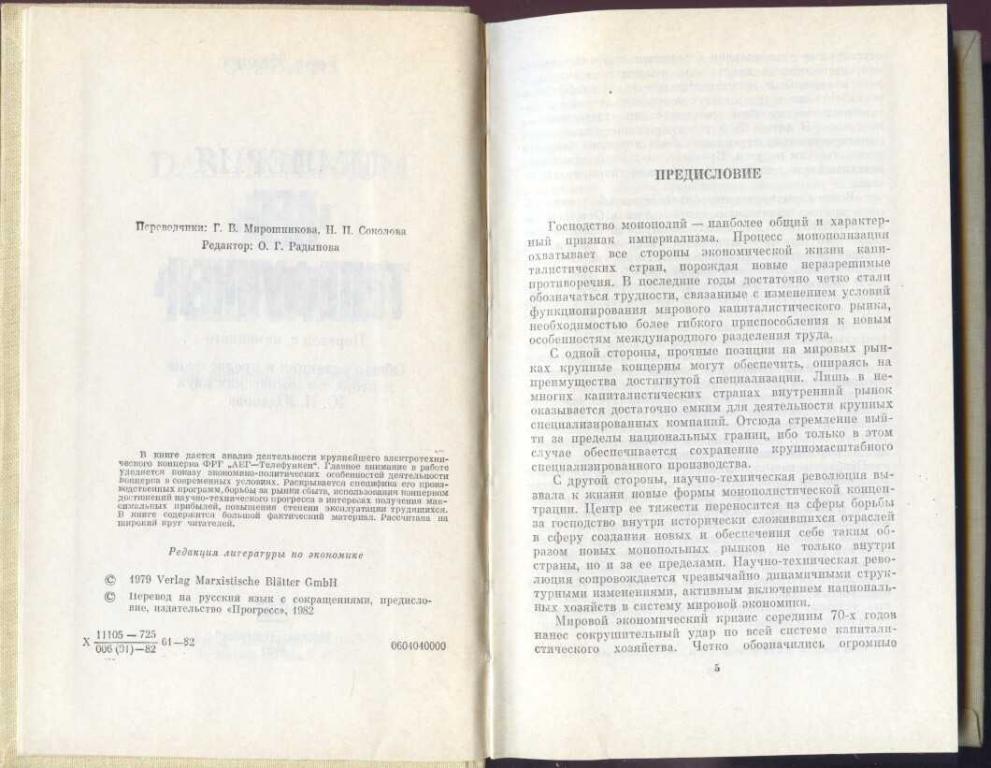 Переводчики: Г. В. Мирошникова, Н. П. Соколова
Редактор: О. Г. Радынова
В книге дается анализ деятельности крупнейшего электротехни-
ческого концерна ФРГ „АЕГ—Телефункен“. Главное внимание в работе
уделяется показу экономико-политических особенностей деятельности
концерна в современных условиях. Раскрывается специфика его произ-
водственных программ, борьбы за рынки сбыта, использования концерном
достижений научно-технического прогресса в интересах получения мак-
симальных прибылей, повышения степени эксплуатации трудящихся.
В книге содержится большой фактический материал. Рассчитана на
широкий круг читателей.
Редакция литературы по экономике
© 1979 Verlag Marxistische Blätter GmbH
© Перевод на русский язык с сокращениями, предисло-
вие, издательство «Прогресс», 1982
Х 11105 — 725
006 (01)—82 61—82
0604040000
ПРЕДИСЛОВИЕ
Господство монополий — наиболее общий и характер-
ный признак империализма. Процесс монополизации
охватывает все стороны экономической жизни капи-
талистических стран, порождая новые неразрешимые
противоречия. В последние годы достаточно четко стали
обозначаться трудности, связанные с изменением условий
функционирования мирового капиталистического рынка,
необходимостью более гибкого приспособления к новым
особенностям международного разделения труда.
С одной стороны, прочные позиции на мировых рын-
ках крупные концерны могут обеспечить, опираясь на
преимущества достигнутой специализации. Лишь в не-
многих капиталистических странах внутренний рынок
оказывается достаточно емким для деятельности крупных
специализированных компаний. Отсюда стремление вый-
ти за пределы национальных границ, ибо только в этом
случае обеспечивается сохранение крупномасштабного
специализированного производства.
С другой стороны, научно-техническая революция вы-
звала к жизни новые формы монополистической концен-
трации. Центр ее тяжести переносится из сферы борьбы
за господство внутри исторически сложившихся отраслей
в сферу создания новых и обеспечения себе таким об-
разом новых монопольных рынков не только внутри
страны, но и за ее пределами. Научно-техническая рево-
люция сопровождается чрезвычайно динамичными струк-
турными изменениями, активным включением националь-
ных хозяйств в систему мировой экономики.
Мировой экономический кризис середины 70-х годов
нанес сокрушительный удар по всей системе капитали-
стического хозяйства. Четко обозначились огромные
5